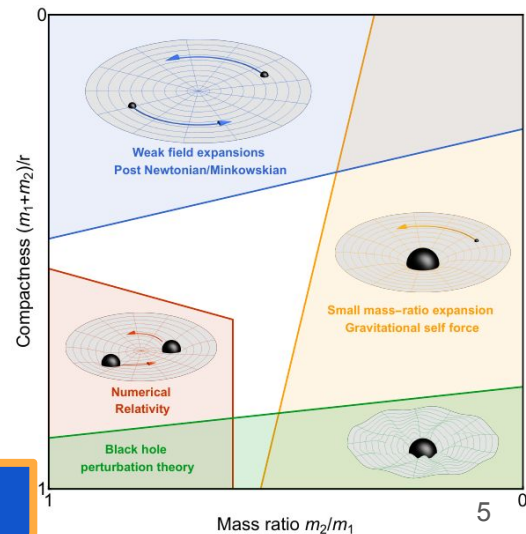 0
Weak field expansions
Post Newtonian/Minkowskian
Compactness (m₁+m₂)/r
Small mass–ratio expansion
Gravitational self force
Numerical
Relativity
Black hole
perturbation theory
1
1
0
Mass ratio m₂/m₁
5